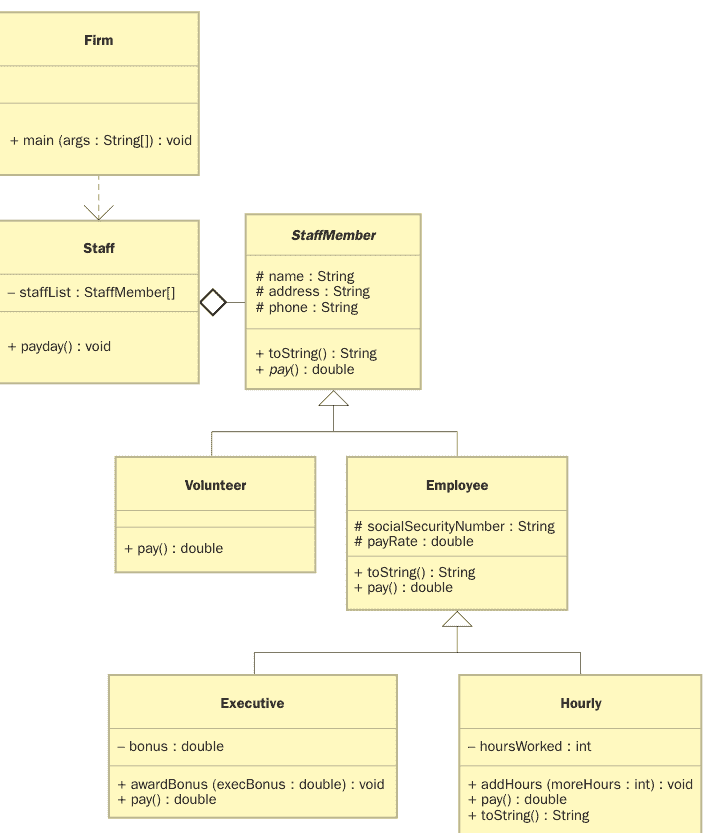 Firm
+ main (args : String[]) : void
Staff
– staffList : StaffMember[]
+ payday() : void
StaffMember
# name : String
# address : String
# phone : String
+ toString() : String
+ pay() : double
Volunteer
+ pay() : double
Employee
# socialSecurityNumber : String
# payRate : double
+ toString() : String
+ pay() : double
Executive
– bonus : double
+ awardBonus (execBonus : double) : void
+ pay() : double
Hourly
– hoursWorked : int
+ addHours (moreHours : int) : void
+ pay() : double
+ toString() : String